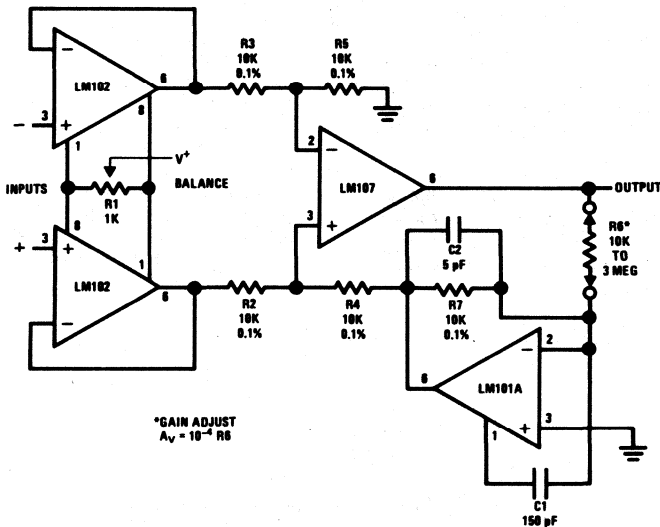 R3
10K
0.1%
R5
10K
0.1%
−
LM102
6
8
− 3
+
1
V+
INPUTS
R1
1K
BALANCE
2
−
LM107
6
3
+
OUTPUT
R6*
10K
TO
3 MEG
8
+ 3
+
LM102
1
6
−
R2
10K
0.1%
R4
10K
0.1%
C2
5 pF
R7
10K
0.1%
2
−
6
LM101A
1
+
3
C1
150 pF
*GAIN ADJUST
AV = 10−4 R6